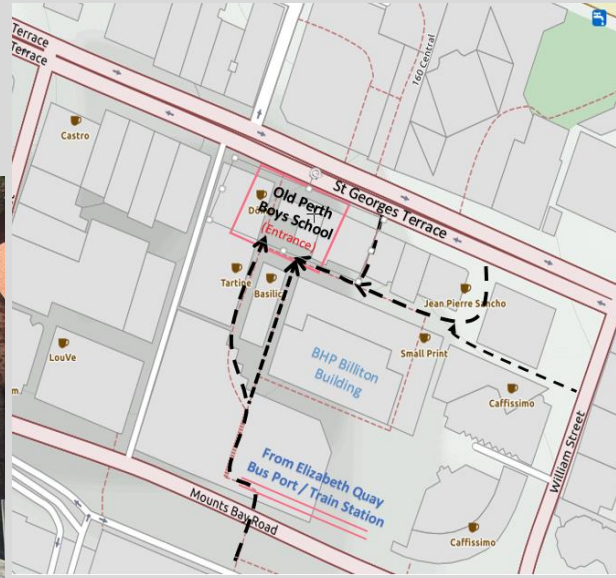 Terrace
Terrace
160 Central
Castro
St Georges Terrace
Old Perth
Boys School
(Entrance)
Tartine
Basilic
Jean Pierre Sancho
LouVe
BHP Billiton
Building
Small Print
Caffissimo
William Street
From Elizabeth Quay
Bus Port / Train Station
Mounts Bay Road
Caffissimo